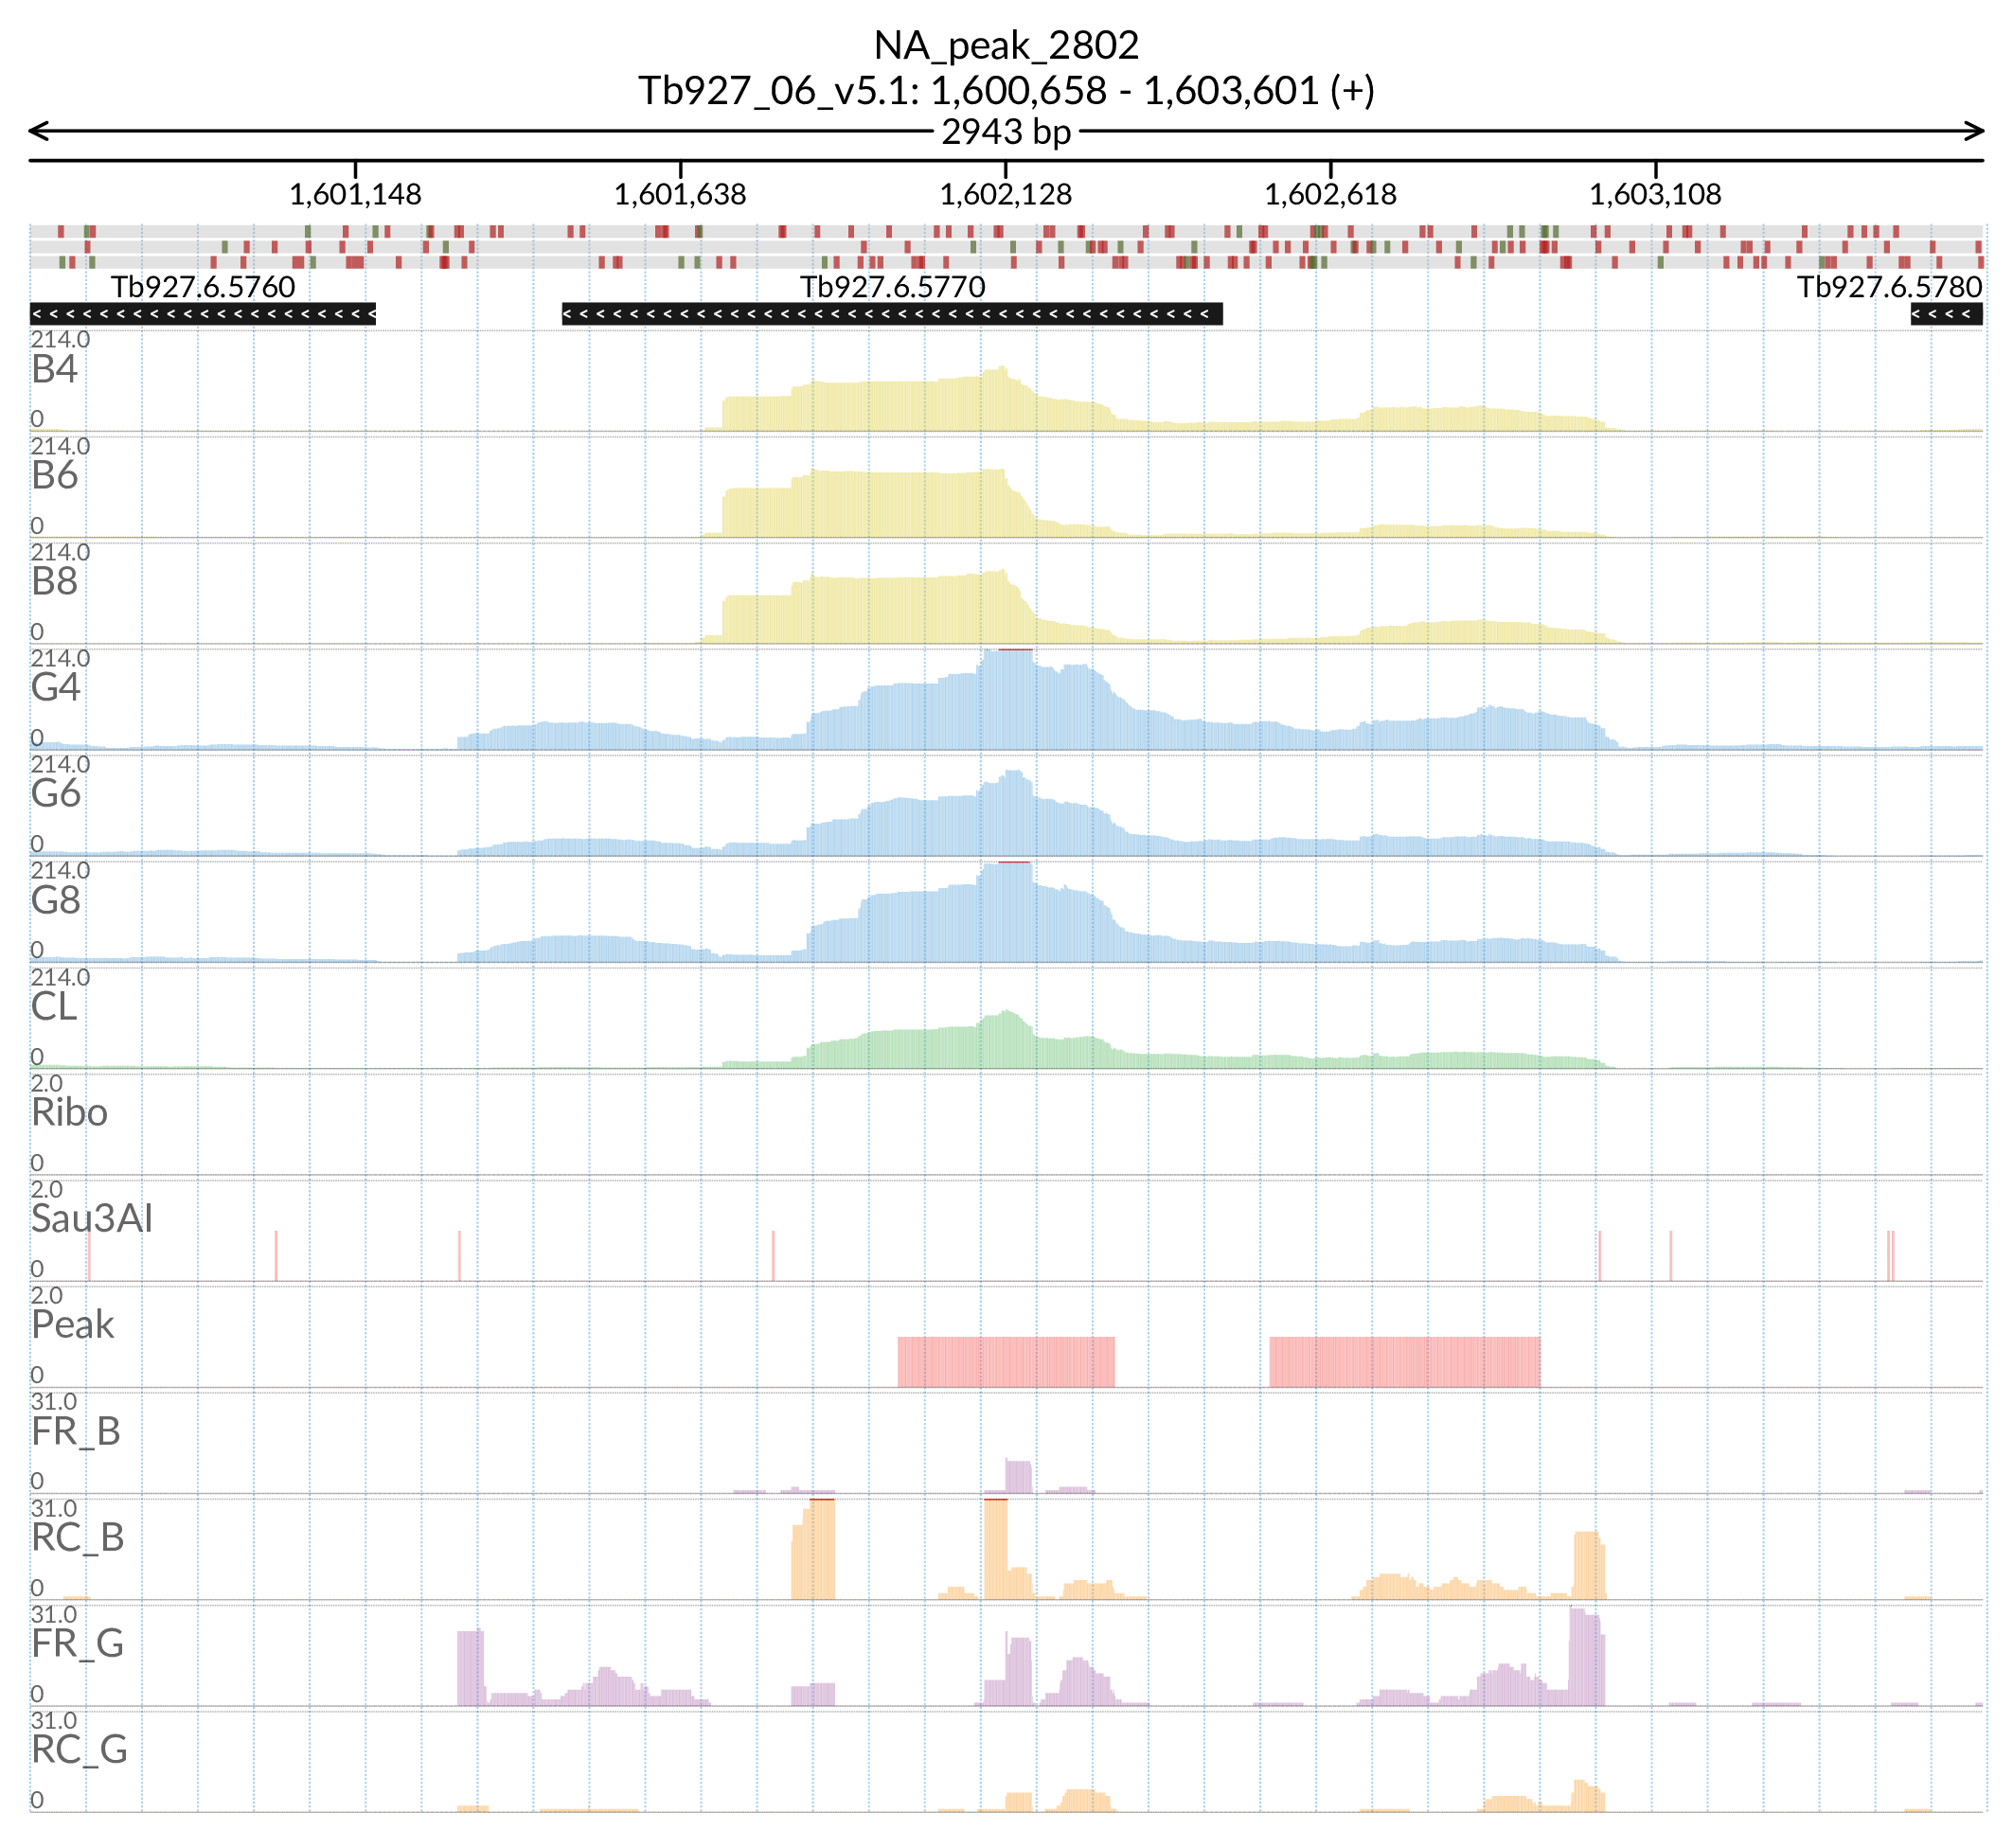 NA_peak_2802
Tb927_06_v5.1: 1,600,658 - 1,603,601 (+)
2943 bp
1,601,148 1,601,638 1,602,128 1,602,618 1,603,108
Tb927.6.5760 Tb927.6.5770 Tb927.6.5780
214.0
B4
0
214.0
B6
0
214.0
B8
0
214.0
G4
0
214.0
G6
0
214.0
G8
0
214.0
CL
0
2.0
Ribo
0
2.0
Sau3AI
0
2.0
Peak
0
31.0
FR_B
0
31.0
RC_B
0
31.0
FR_G
0
31.0
RC_G
0